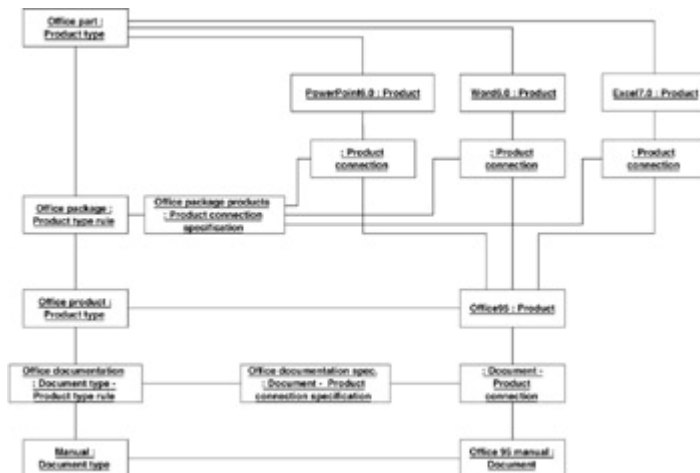 Office part :
Product type
PowerPoint6.0 : Product
Word6.0 : Product
Excel7.0 : Product
: Product
connection
: Product
connection
: Product
connection
Office package :
Product type rule
Office package products
: Product connection
specification
Office product :
Product type
Office95 : Product
Office documentation
: Document type -
Product type rule
Office documentation spec.
: Document - Product
connection specification
: Document -
Product
connection
Manual :
Document type
Office 95 manual :
Document